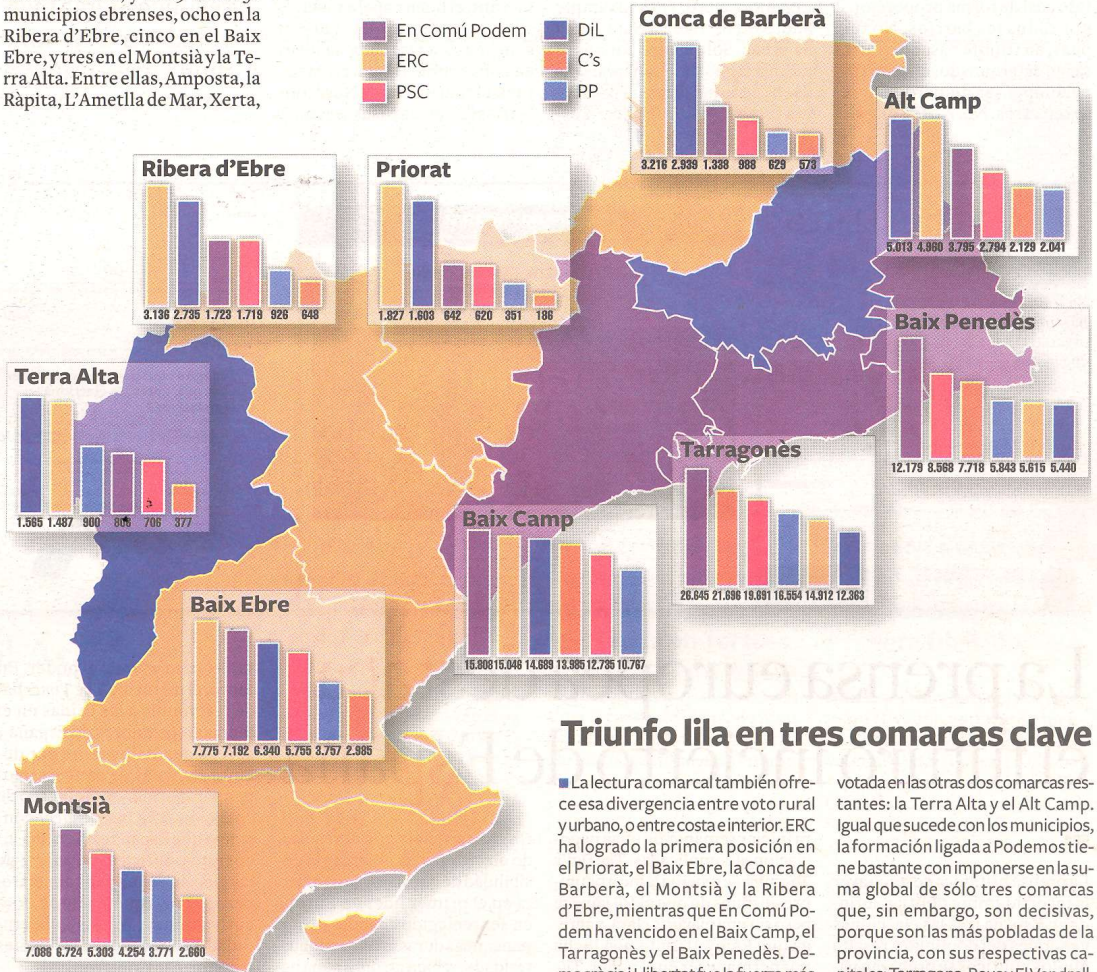 municipios ebrenses, ocho en la
Ribera d'Ebre, cinco en el Baix
Ebre, y tres en el Montsià y la Te-
rra Alta. Entre ellas, Amposta, la
Ràpita, L'Ametlla de Mar, Xerta,
En Comú Podem
ERC
PSC
DiL
C's
PP
Conca de Barberà
3.216 2.939 1.338 988 629 573
Alt Camp
5.013 4.960 3.795 2.794 2.129 2.041
Ribera d'Ebre
3.136 2.735 1.723 1.719 926 648
Priorat
1.827 1.603 642 620 351 186
Baix Penedès
12.179 8.568 7.718 5.843 5.615 5.440
Terra Alta
1.565 1.487 900 706 377
Tarragonès
26.645 21.696 19.691 16.554 14.912 12.363
Baix Camp
15.808 15.046 14.689 13.985 12.735 10.767
Baix Ebre
7.775 7.192 6.340 5.755 3.757 2.985
Montsià
7.086 6.724 5.303 4.254 3.771 2.660
Triunfo lila en tres comarcas clave
La lectura comarcal también ofre-
ce esa divergencia entre voto rural
y urbano, o entre costa e interior. ERC
ha logrado la primera posición en
el Priorat, el Baix Ebre, la Conca de
Barberà, el Montsià y la Ribera
d'Ebre, mientras que En Comú Po-
dem ha vencido en el Baix Camp, el
Tarragonès y el Baix Penedès. De-
mocràcia i Llibertat fue la fuerza más
votada en las otras dos comarcas res-
tantes: la Terra Alta y el Alt Camp.
Igual que sucede con los municipios,
la formación ligada a Podemos tie-
ne bastante con imponerse en la su-
ma global de sólo tres comarcas
que, sin embargo, son decisivas,
porque son las más pobladas de la
provincia, con sus respectivas ca-